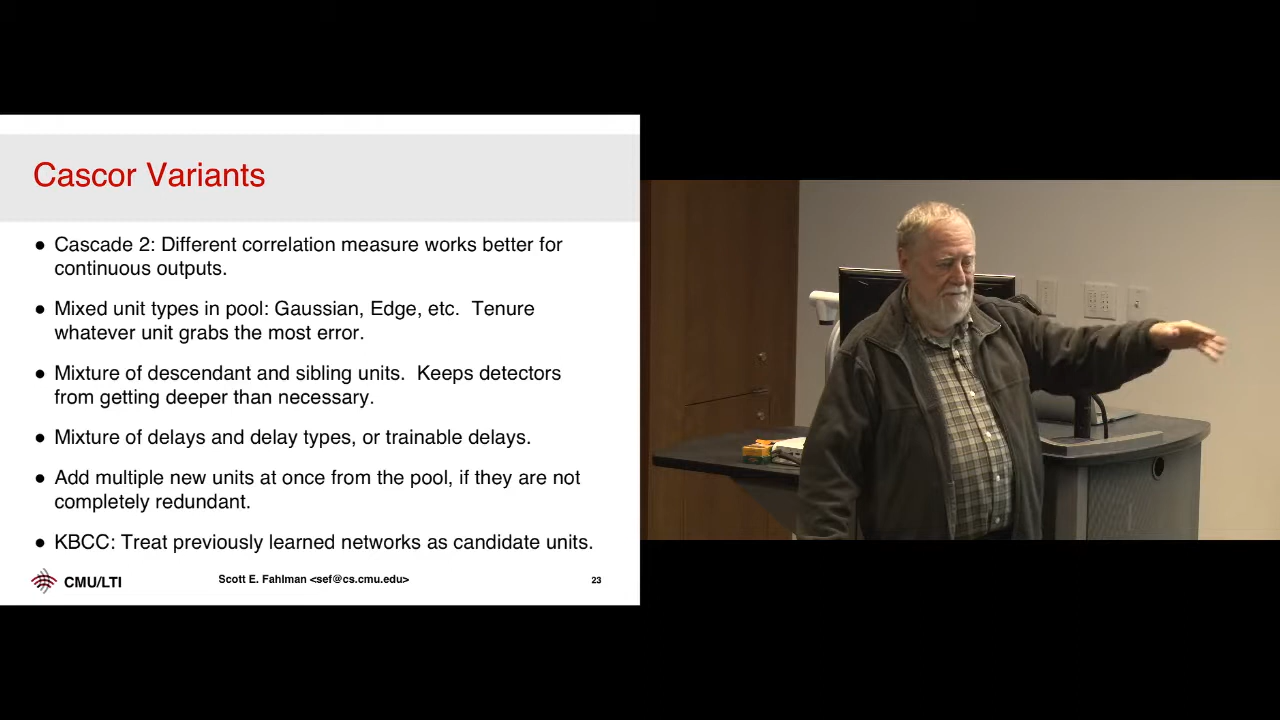 Cascor Variants
● Cascade 2: Different correlation measure works better for
continuous outputs.
● Mixed unit types in pool: Gaussian, Edge, etc.  Tenure
whatever unit grabs the most error.
● Mixture of descendant and sibling units.  Keeps detectors
from getting deeper than necessary.
● Mixture of delays and delay types, or trainable delays.
● Add multiple new units at once from the pool, if they are not
completely redundant.
● KBCC: Treat previously learned networks as candidate units.
CMU/LTI
Scott E. Fahlman <sef@cs.cmu.edu>
23